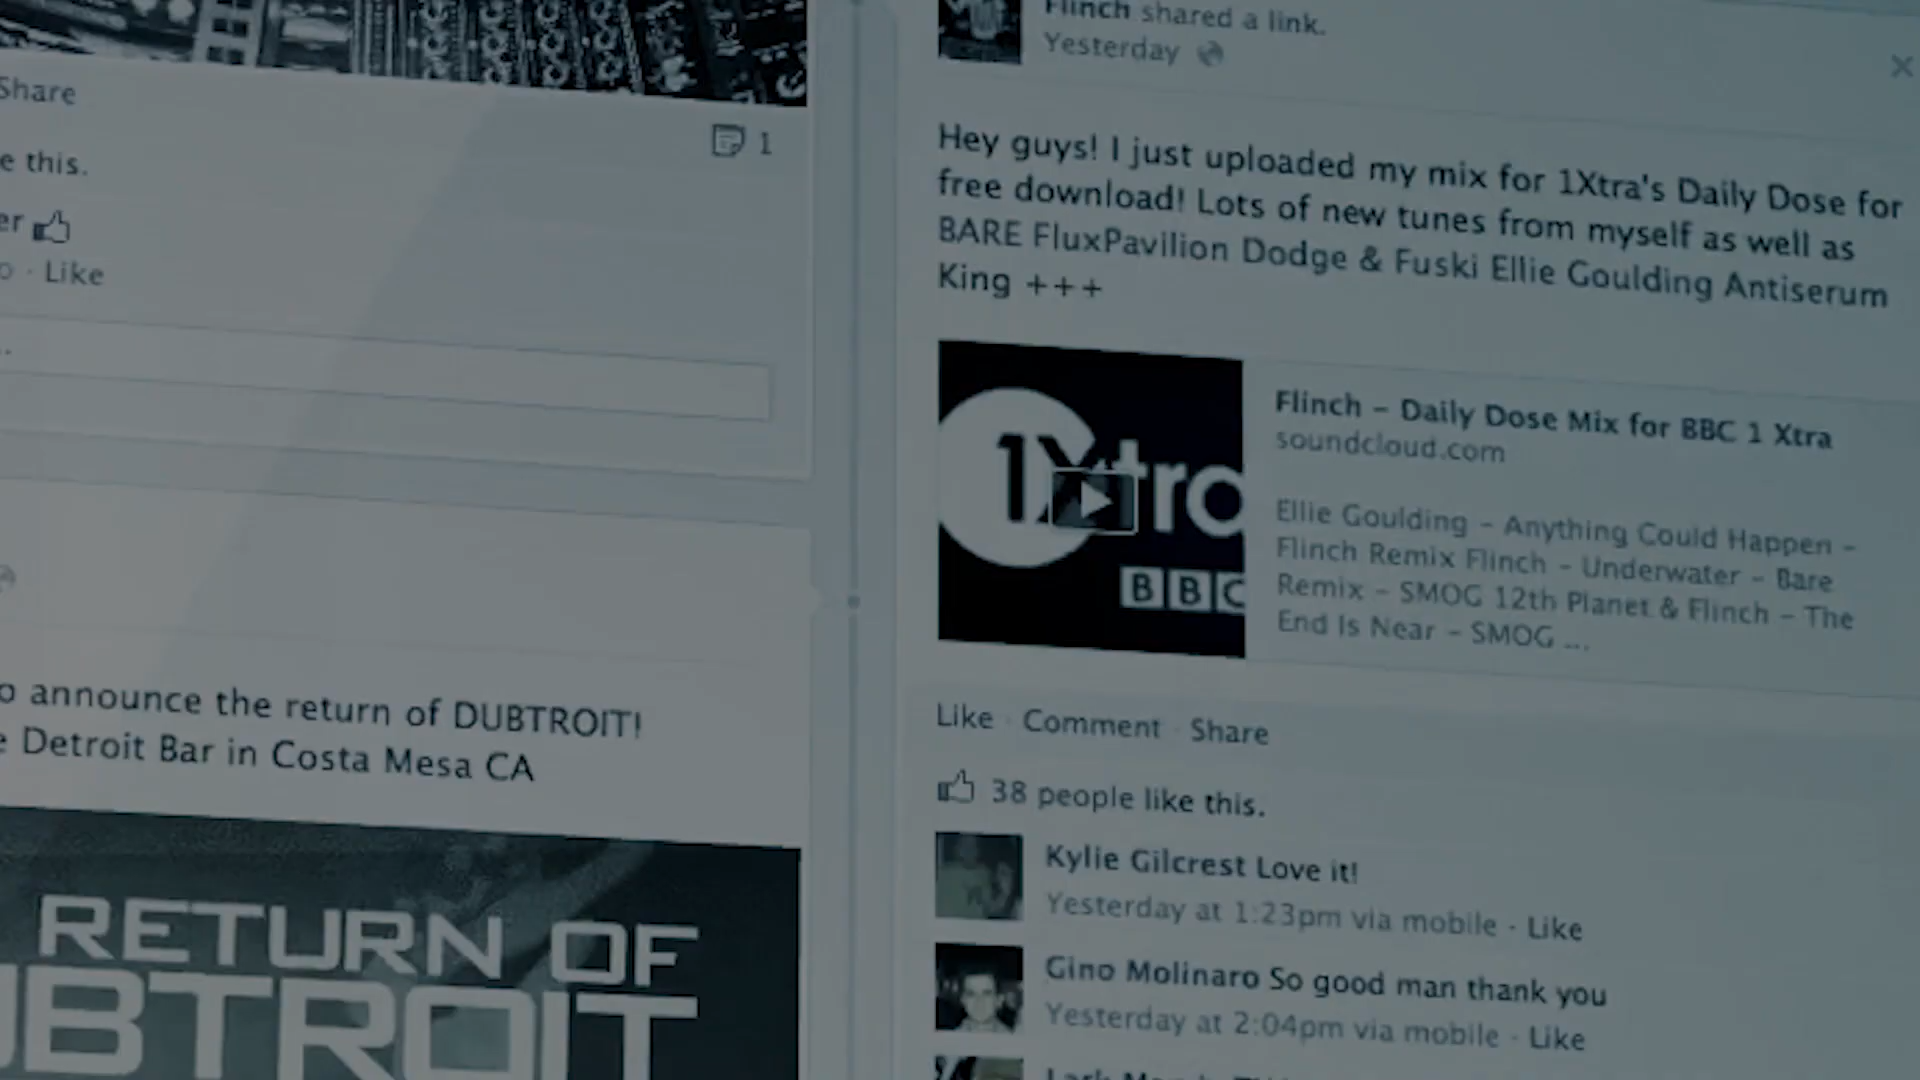 Share
e this.
er
· Like
1
o announce the return of DUBTROIT!
e Detroit Bar in Costa Mesa CA
RETURN OF
UBTROIT
Flinch shared a link.
Yesterday
Hey guys! I just uploaded my mix for 1Xtra's Daily Dose for
free download! Lots of new tunes from myself as well as
BARE FluxPavilion Dodge & Fuski Ellie Goulding Antiserum
King +++
1Xtra
BBC
Flinch – Daily Dose Mix for BBC 1 Xtra
soundcloud.com
Ellie Goulding – Anything Could Happen –
Flinch Remix Flinch – Underwater – Bare
Remix – SMOG 12th Planet & Flinch – The
End Is Near – SMOG ...
Like · Comment · Share
38 people like this.
Kylie Gilcrest Love it!
Yesterday at 1:23pm via mobile · Like
Gino Molinaro So good man thank you
Yesterday at 2:04pm via mobile · Like